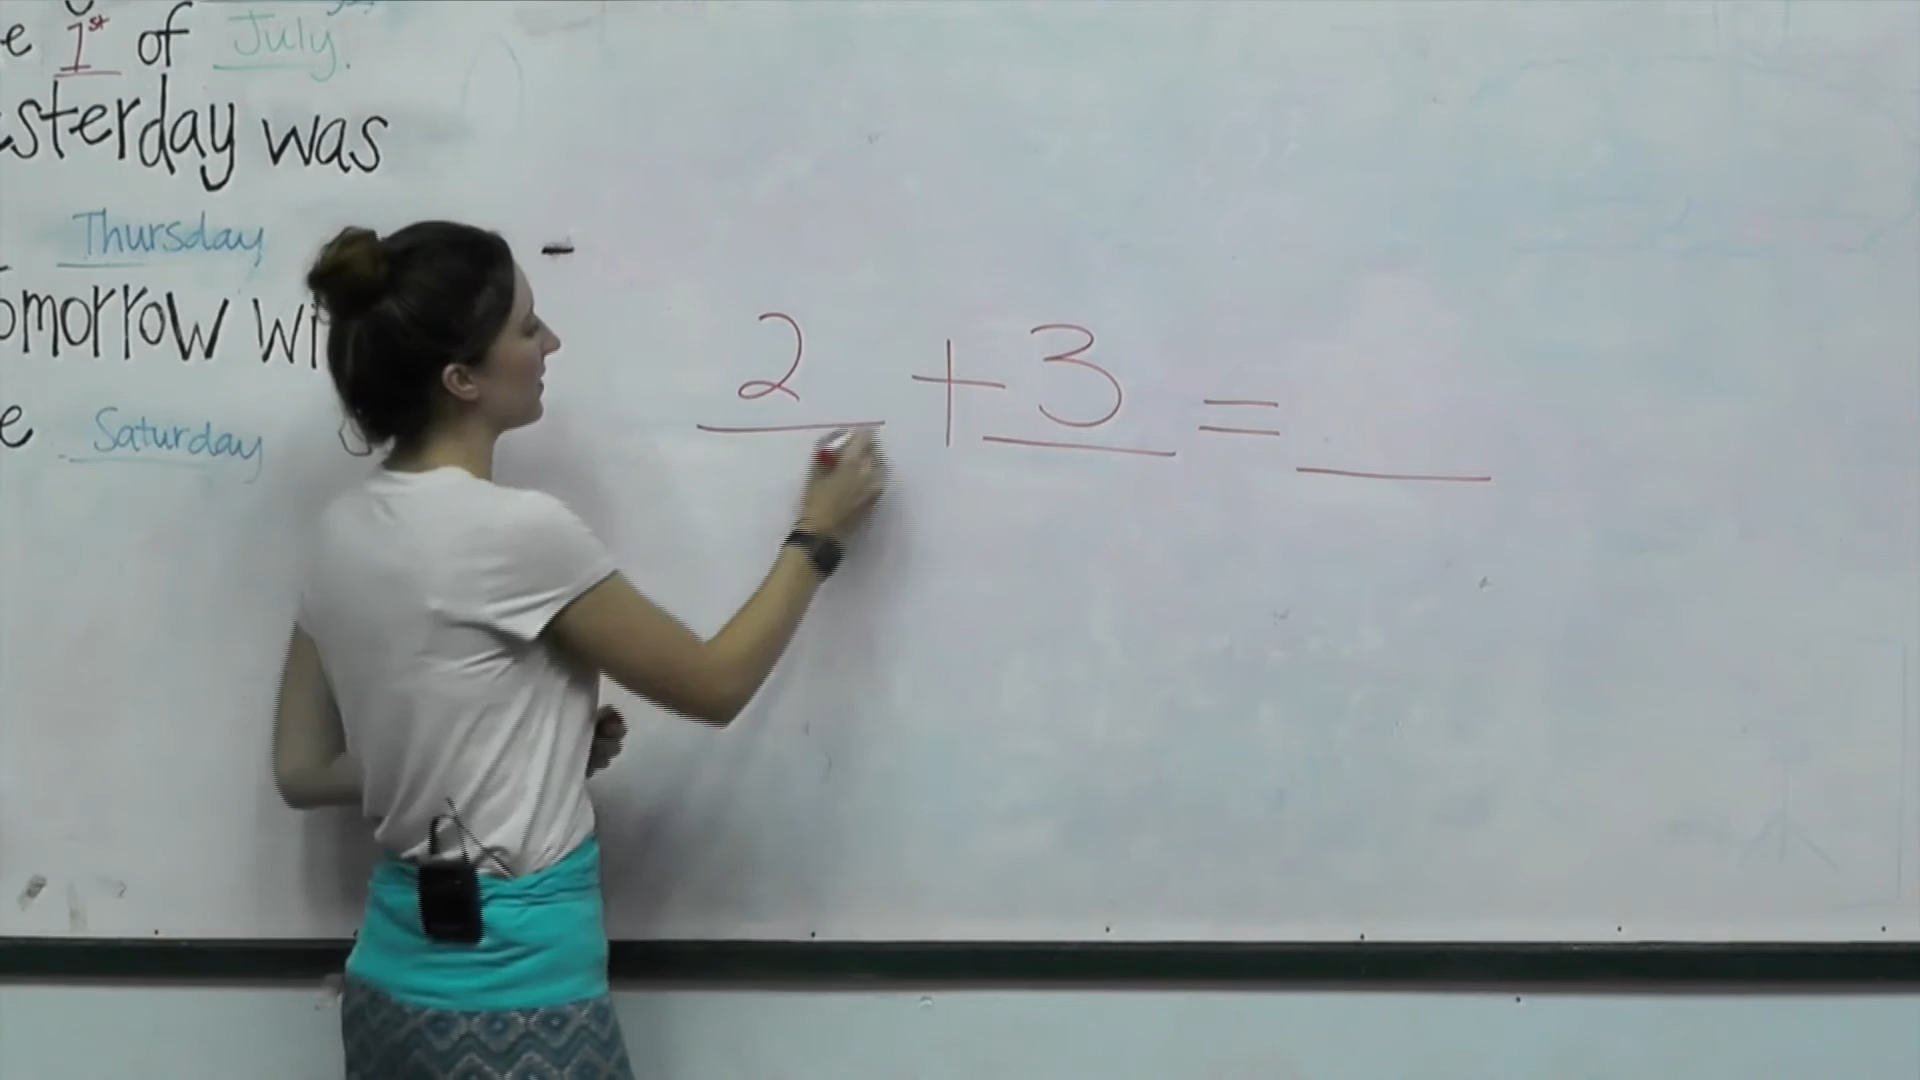 e 1st of July.
esterday was
Thursday
omorrow wi
e Saturday
2 + 3 =